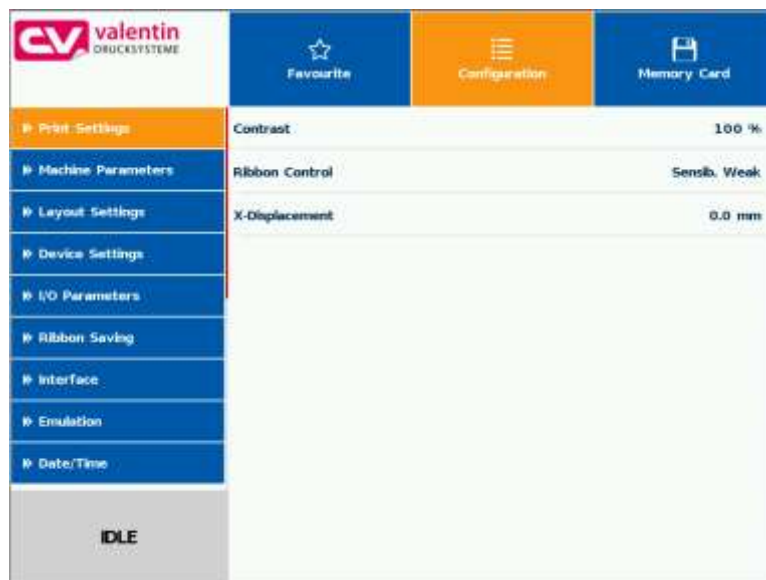 CV valentin
DRUCKSYSTEME
Favourite
Configuration
Memory Card
Print Settings
Contrast 100 %
Machine Parameters
Ribbon Control Sensib. Weak
Layout Settings
X-Displacement 0.0 mm
Device Settings
I/O Parameters
Ribbon Saving
Interface
Emulation
Date/Time
IDLE